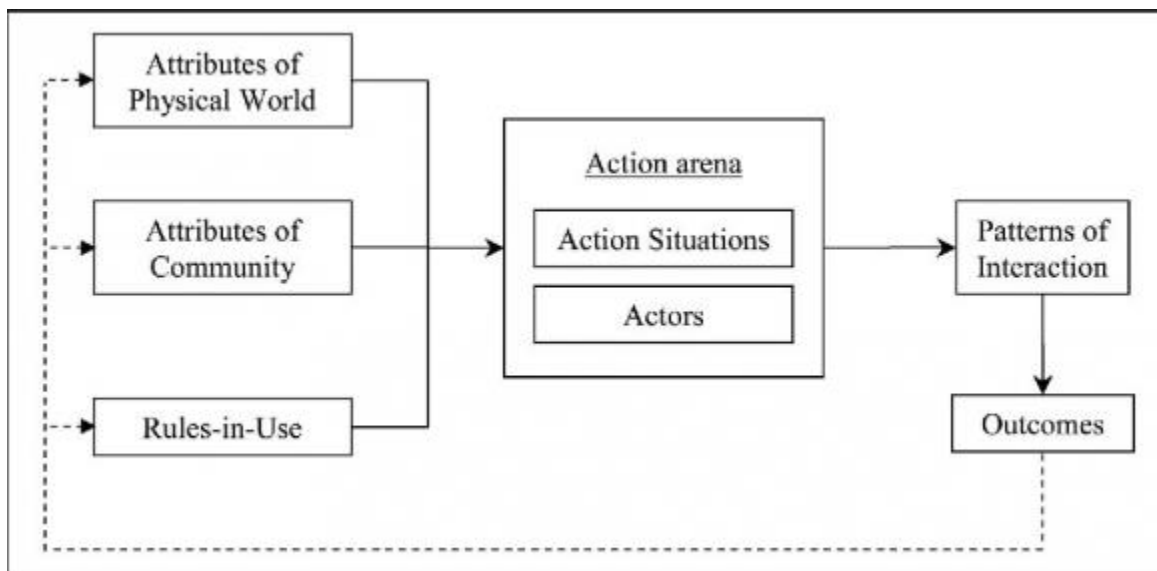 Attributes of
Physical World
Attributes of
Community
Rules-in-Use
Action arena
Action Situations
Actors
Patterns of
Interaction
Outcomes